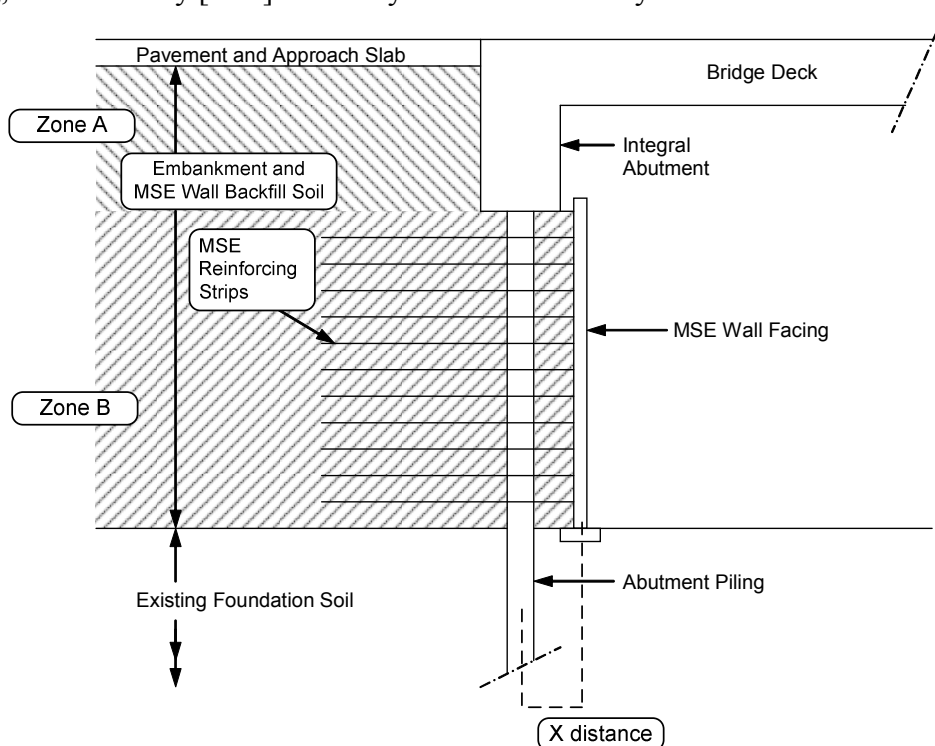 Pavement and Approach Slab
Bridge Deck
Zone A
Integral
Abutment
Embankment and
MSE Wall Backfill Soil
MSE
Reinforcing
Strips
MSE Wall Facing
Zone B
Abutment Piling
Existing Foundation Soil
X distance